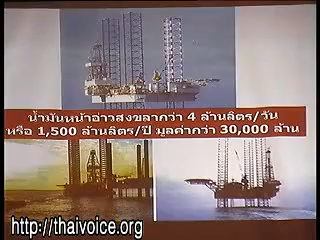 น้ำมันหน้าอ่าวสงขลากว่า 4 ล้านลิตร/วัน
หรือ 1,500 ล้านลิตร/ปี มูลค่ากว่า 30,000 ล้าน
http://thaivoice.org